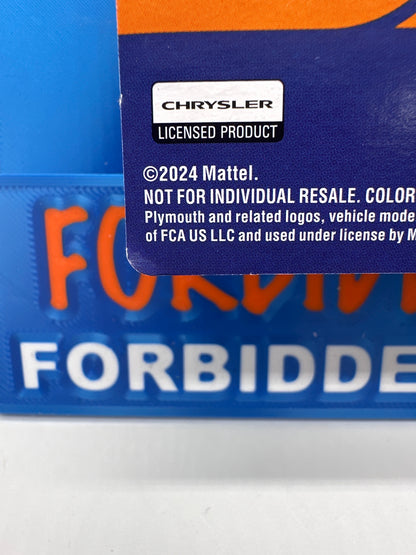 CHRYSLER
LICENSED PRODUCT
©2024 Mattel.
NOT FOR INDIVIDUAL RESALE. COLOR
Plymouth and related logos, vehicle mode
of FCA US LLC and used under license by M
FORBIDDE